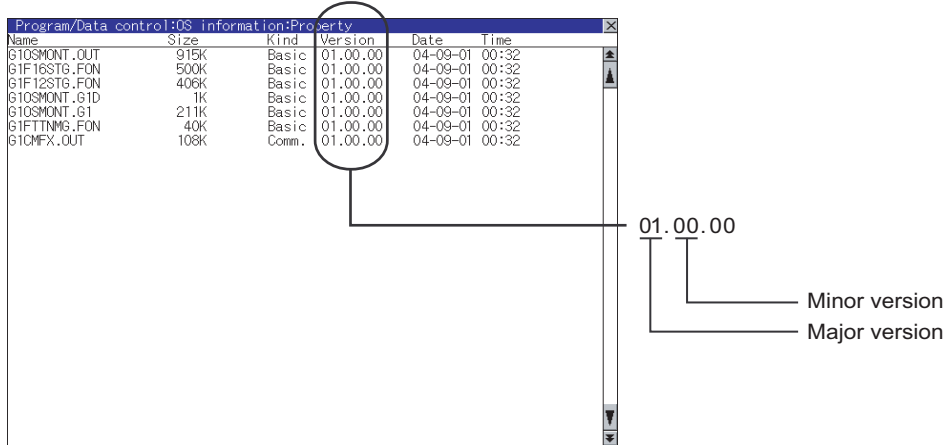 Program/Data control:OS information:Property
Name Size Kind Version Date Time
G1OSMONT.OUT 915K Basic 01.00.00 04-09-01 00:32
G1F16STG.FON 500K Basic 01.00.00 04-09-01 00:32
G1F12STG.FON 406K Basic 01.00.00 04-09-01 00:32
G1OSMONT.G1D 1K Basic 01.00.00 04-09-01 00:32
G1OSMONT.G1 211K Basic 01.00.00 04-09-01 00:32
G1FTTNMG.FON 40K Basic 01.00.00 04-09-01 00:32
G1CMFX.OUT 108K Comm. 01.00.00 04-09-01 00:32
01.00.00
Minor version
Major version